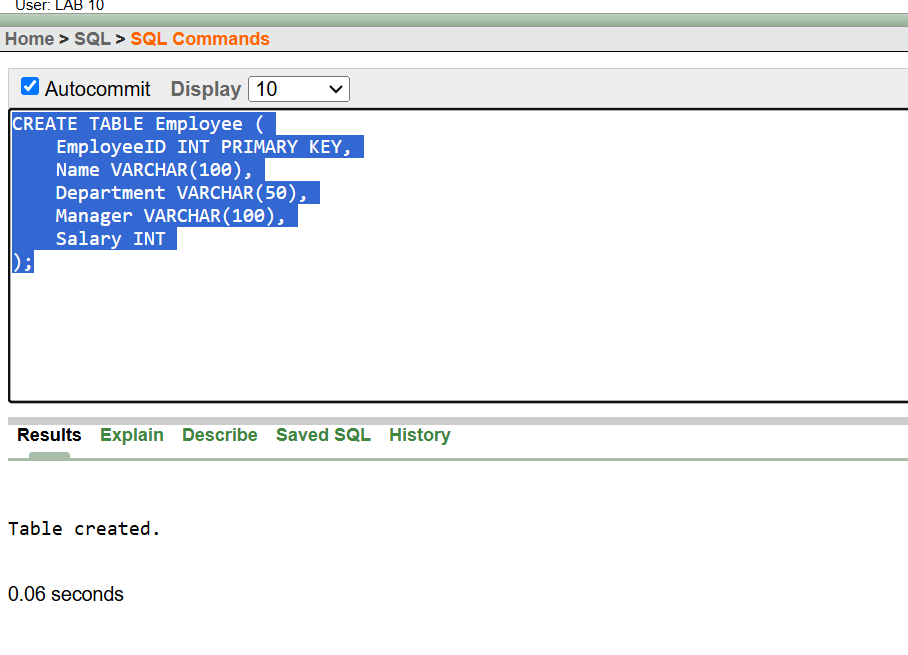 User: LAB 10
Home > SQL > SQL Commands
Autocommit Display 10
CREATE TABLE Employee (
    EmployeeID INT PRIMARY KEY,
    Name VARCHAR(100),
    Department VARCHAR(50),
    Manager VARCHAR(100),
    Salary INT
);
Results Explain Describe Saved SQL History
Table created.
0.06 seconds